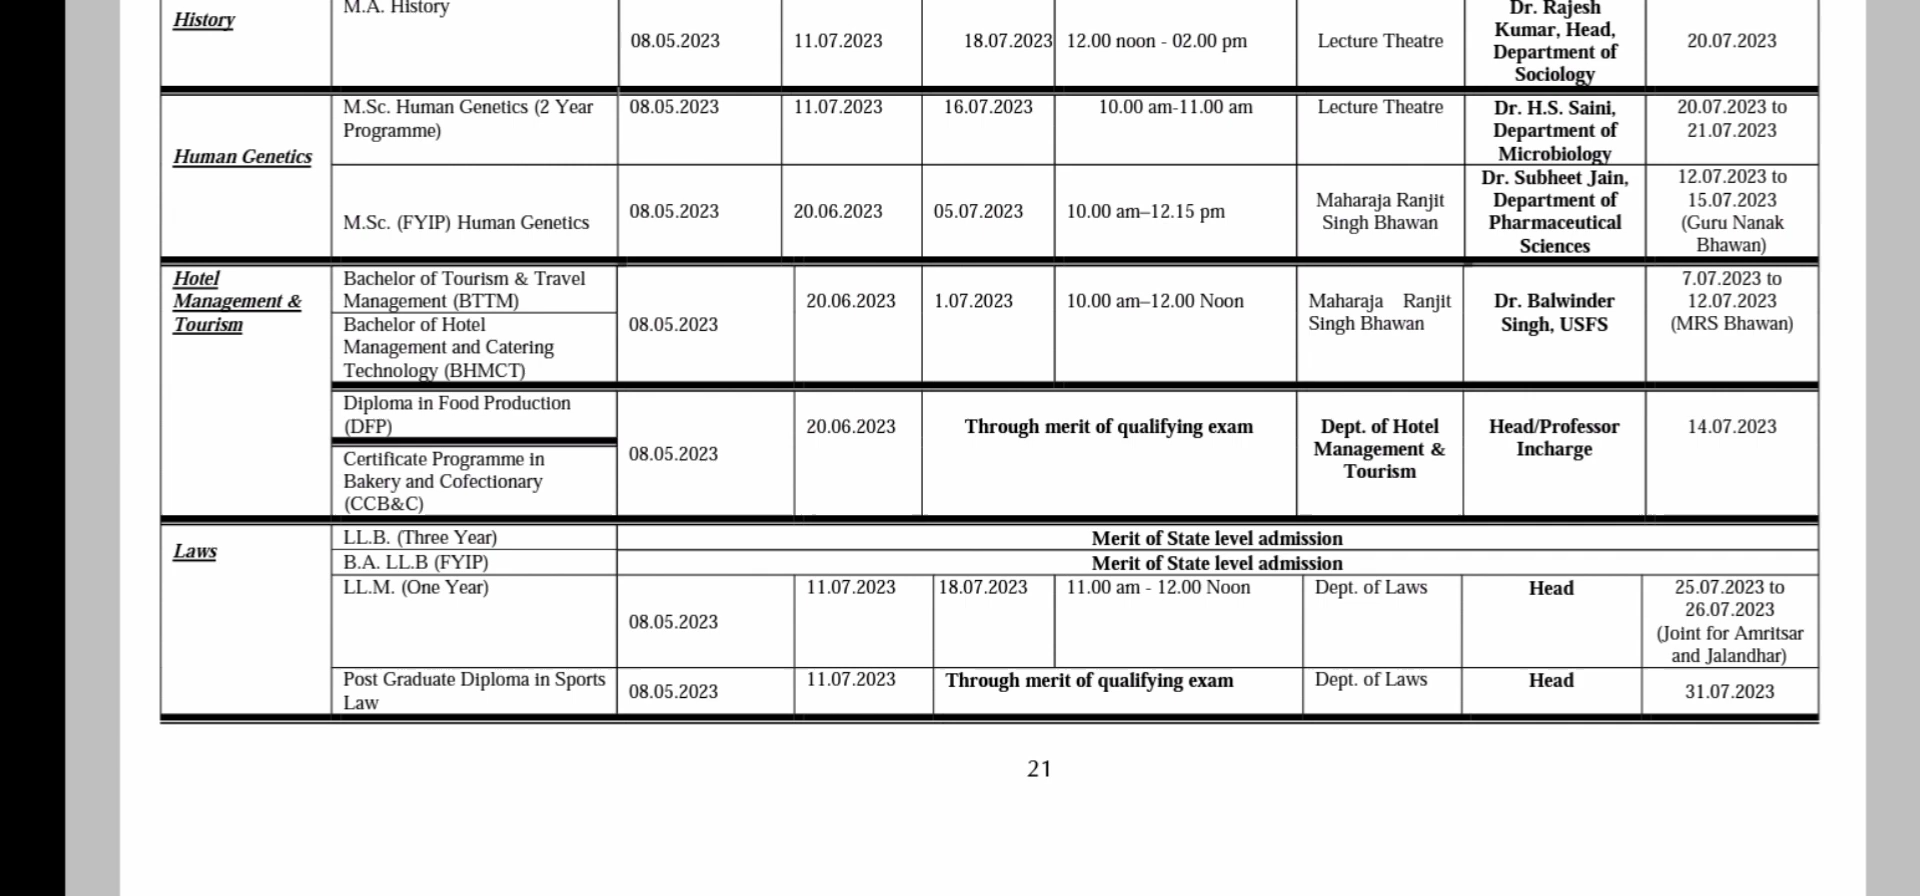 History
M.A. History
08.05.2023
11.07.2023
18.07.2023
12.00 noon - 02.00 pm
Lecture Theatre
Dr. Rajesh
Kumar, Head,
Department of
Sociology
20.07.2023
Human Genetics
M.Sc. Human Genetics (2 Year
Programme)
08.05.2023
11.07.2023
16.07.2023
10.00 am-11.00 am
Lecture Theatre
Dr. H.S. Saini,
Department of
Microbiology
20.07.2023 to
21.07.2023
M.Sc. (FYIP) Human Genetics
08.05.2023
20.06.2023
05.07.2023
10.00 am–12.15 pm
Maharaja Ranjit
Singh Bhawan
Dr. Subheet Jain,
Department of
Pharmaceutical
Sciences
12.07.2023 to
15.07.2023
(Guru Nanak
Bhawan)
Hotel
Management &
Tourism
Bachelor of Tourism & Travel
Management (BTTM)
Bachelor of Hotel
Management and Catering
Technology (BHMCT)
08.05.2023
20.06.2023
1.07.2023
10.00 am–12.00 Noon
Maharaja Ranjit
Singh Bhawan
Dr. Balwinder
Singh, USFS
7.07.2023 to
12.07.2023
(MRS Bhawan)
Diploma in Food Production
(DFP)
Certificate Programme in
Bakery and Cofectionary
(CCB&C)
08.05.2023
20.06.2023
Through merit of qualifying exam
Dept. of Hotel
Management &
Tourism
Head/Professor
Incharge
14.07.2023
Laws
LL.B. (Three Year)
Merit of State level admission
B.A. LL.B (FYIP)
Merit of State level admission
LL.M. (One Year)
08.05.2023
11.07.2023
18.07.2023
11.00 am - 12.00 Noon
Dept. of Laws
Head
25.07.2023 to
26.07.2023
(Joint for Amritsar
and Jalandhar)
Post Graduate Diploma in Sports
Law
08.05.2023
11.07.2023
Through merit of qualifying exam
Dept. of Laws
Head
31.07.2023
21